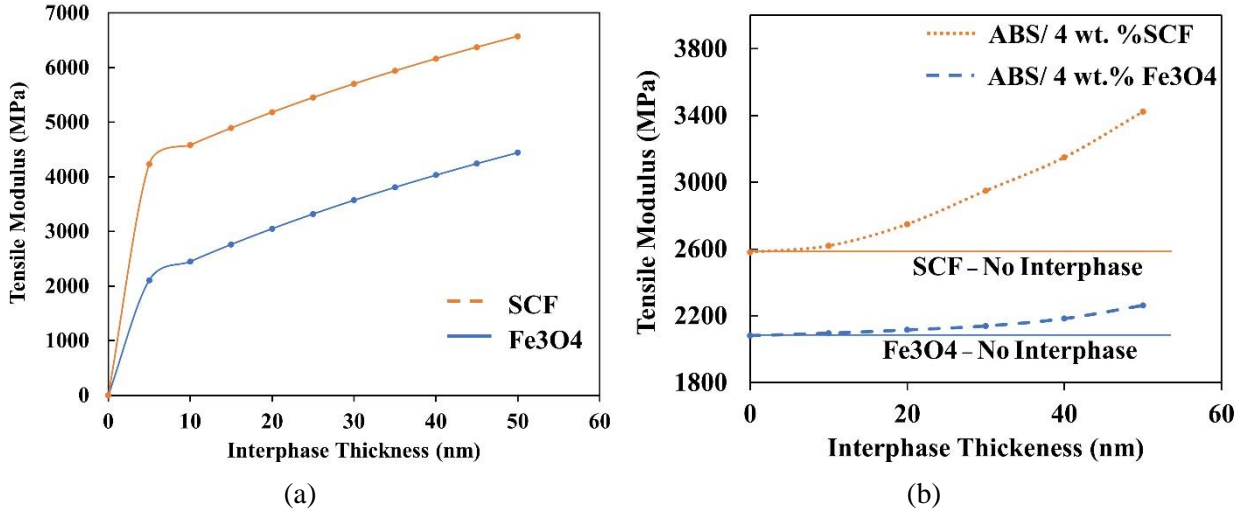 7000
6000
5000
4000
3000
2000
1000
0
Tensile Modulus (MPa)
SCF
Fe3O4
0 10 20 30 40 50 60
Interphase Thickness (nm)
(a)
3800
3400
3000
2600
2200
1800
Tensile Modulus (MPa)
ABS/ 4 wt. %SCF
ABS/ 4 wt.% Fe3O4
SCF – No Interphase
Fe3O4 – No Interphase
0 20 40 60
Interphase Thickeness (nm)
(b)